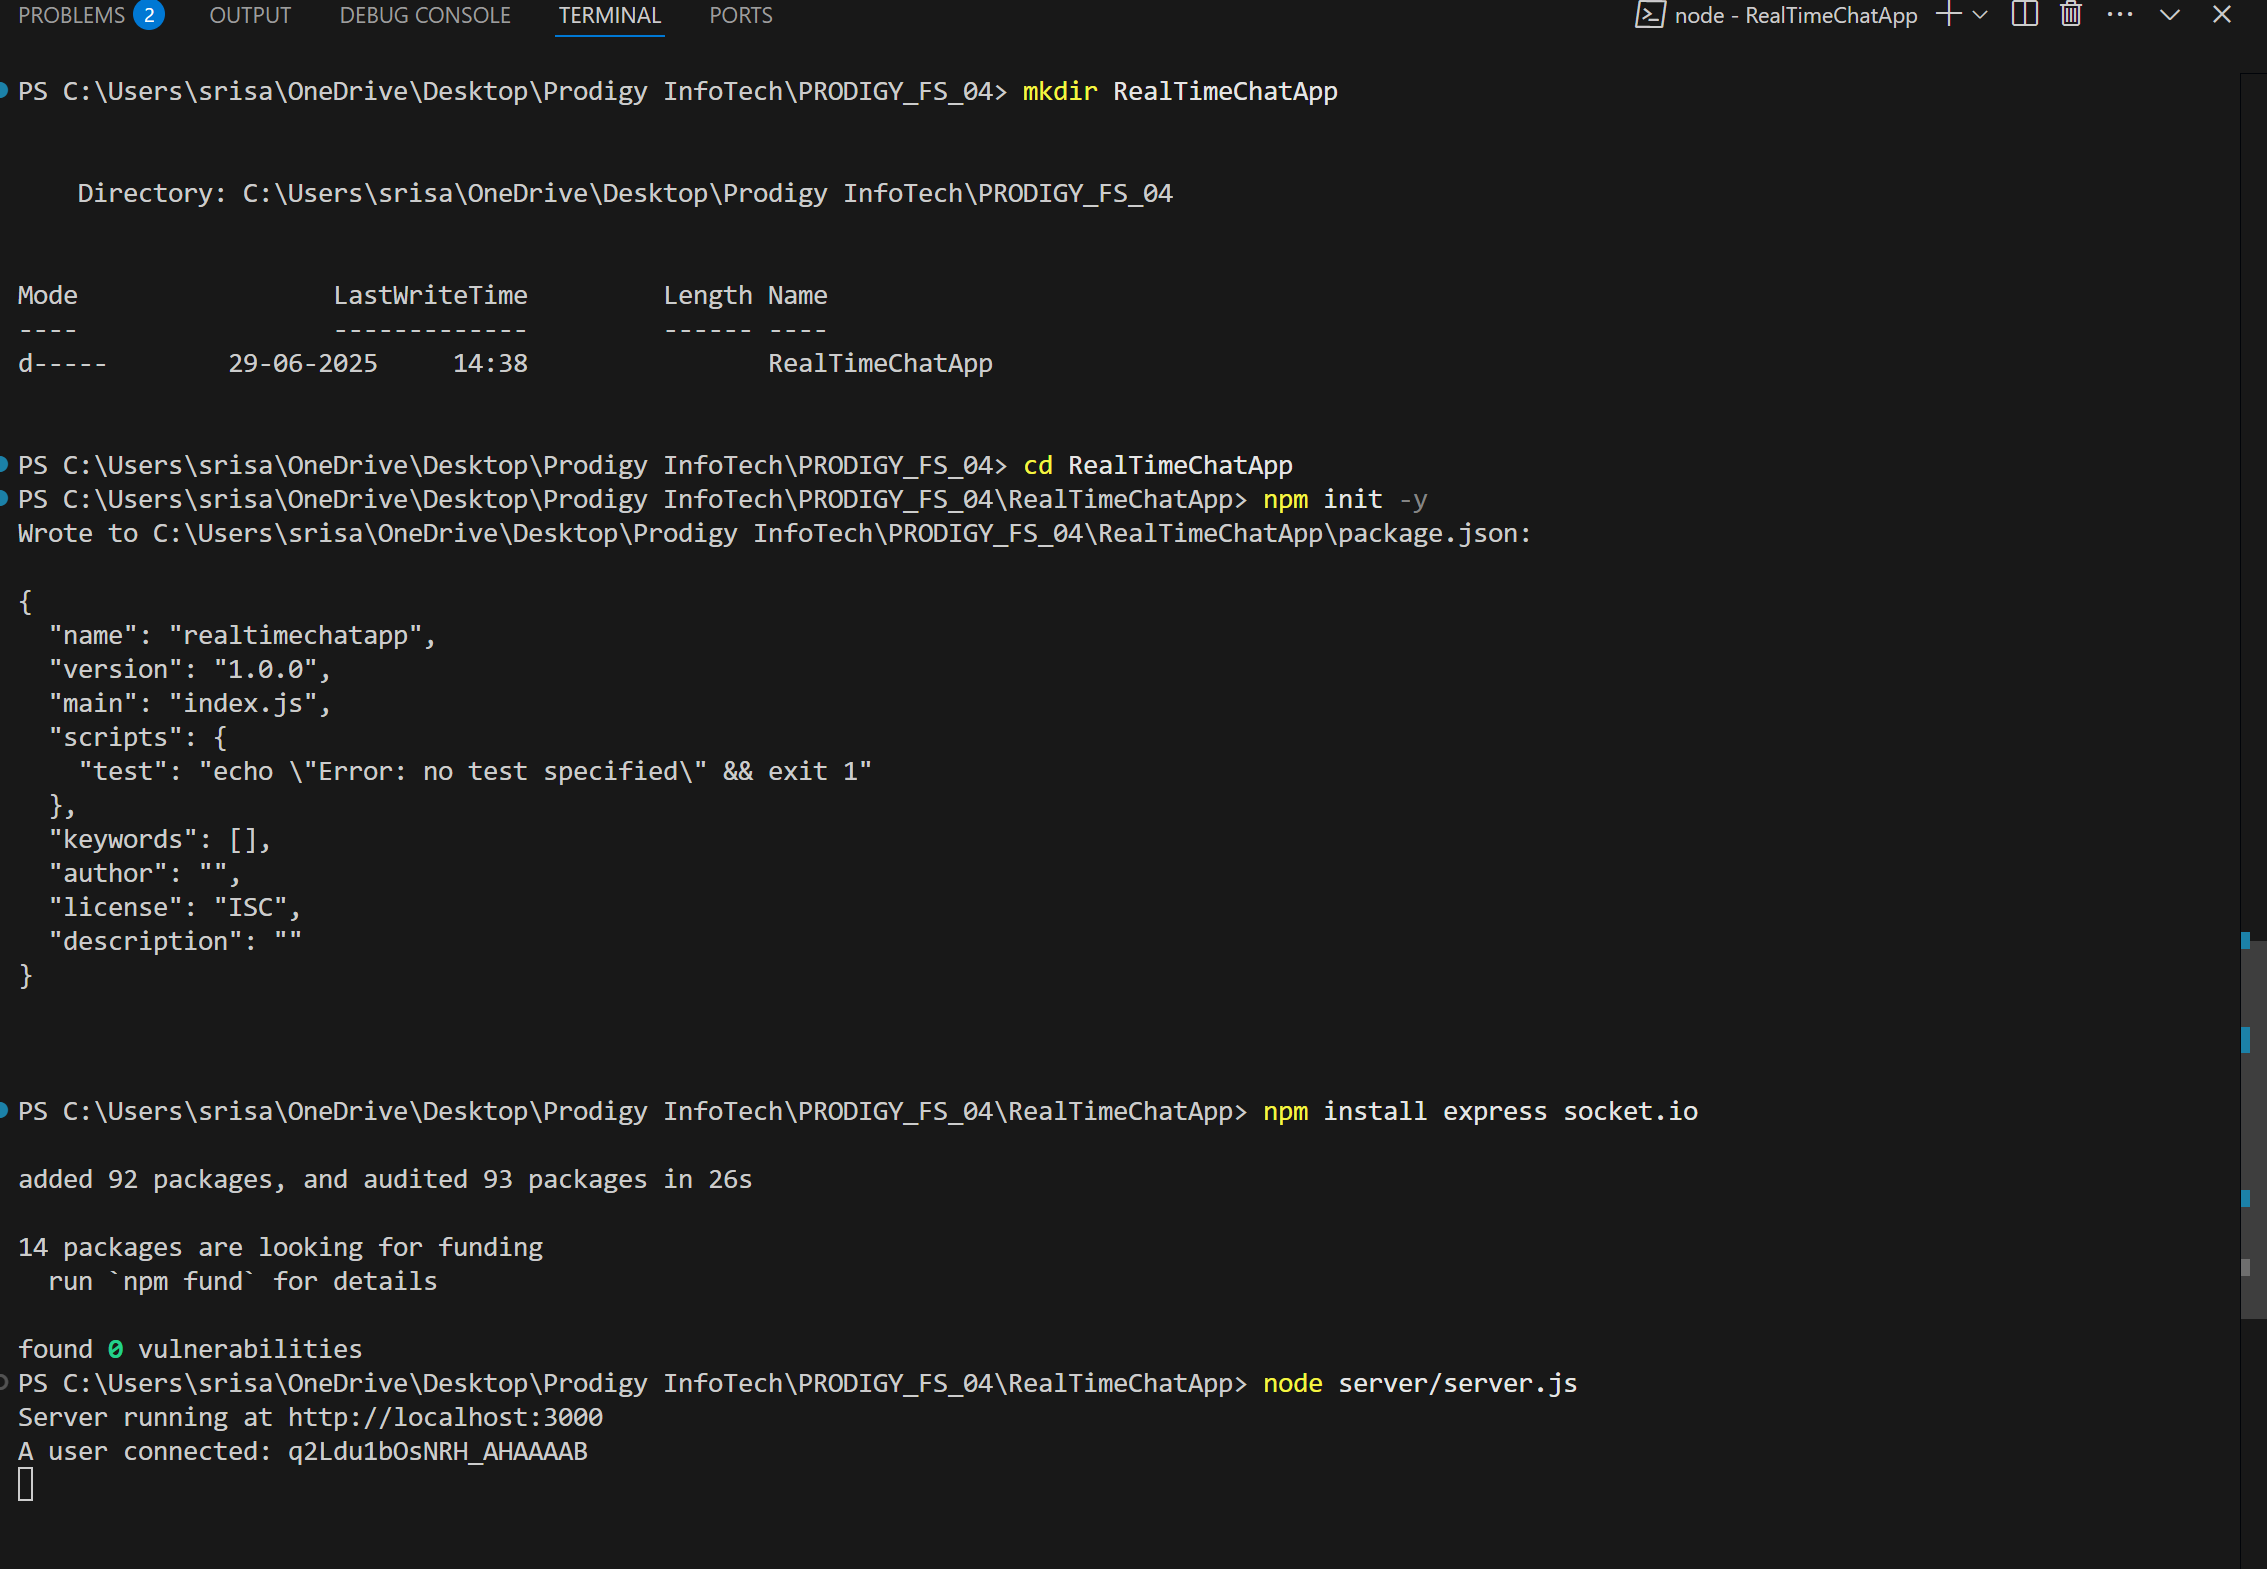 PROBLEMS 2 OUTPUT DEBUG CONSOLE TERMINAL PORTS node - RealTimeChatApp
PS C:\Users\srisa\OneDrive\Desktop\Prodigy InfoTech\PRODIGY_FS_04> mkdir RealTimeChatApp
Directory: C:\Users\srisa\OneDrive\Desktop\Prodigy InfoTech\PRODIGY_FS_04
Mode LastWriteTime Length Name
---- ------------- ------ ----
d----- 29-06-2025 14:38 RealTimeChatApp
PS C:\Users\srisa\OneDrive\Desktop\Prodigy InfoTech\PRODIGY_FS_04> cd RealTimeChatApp
PS C:\Users\srisa\OneDrive\Desktop\Prodigy InfoTech\PRODIGY_FS_04\RealTimeChatApp> npm init -y
Wrote to C:\Users\srisa\OneDrive\Desktop\Prodigy InfoTech\PRODIGY_FS_04\RealTimeChatApp\package.json:
{
"name": "realtimechatapp",
"version": "1.0.0",
"main": "index.js",
"scripts": {
"test": "echo \"Error: no test specified\" && exit 1"
},
"keywords": [],
"author": "",
"license": "ISC",
"description": ""
}
PS C:\Users\srisa\OneDrive\Desktop\Prodigy InfoTech\PRODIGY_FS_04\RealTimeChatApp> npm install express socket.io
added 92 packages, and audited 93 packages in 26s
14 packages are looking for funding
run `npm fund` for details
found 0 vulnerabilities
PS C:\Users\srisa\OneDrive\Desktop\Prodigy InfoTech\PRODIGY_FS_04\RealTimeChatApp> node server/server.js
Server running at http://localhost:3000
A user connected: q2Ldu1bOsNRH_AHAAAAB